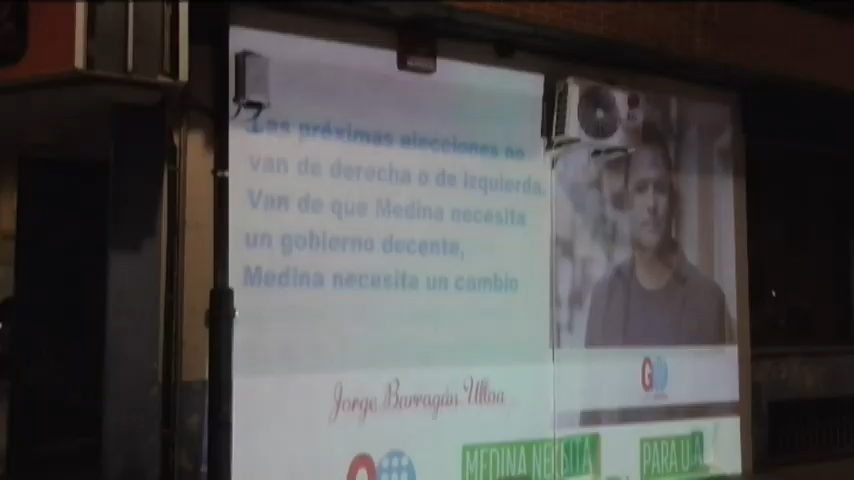 Las próximas elecciones no
van de derecha o de izquierda.
Van de que Medina necesita
un gobierno decente,
Medina necesita un cambio
Jorge Barragán Ulloa
G
MEDINA NECESITA
PARA